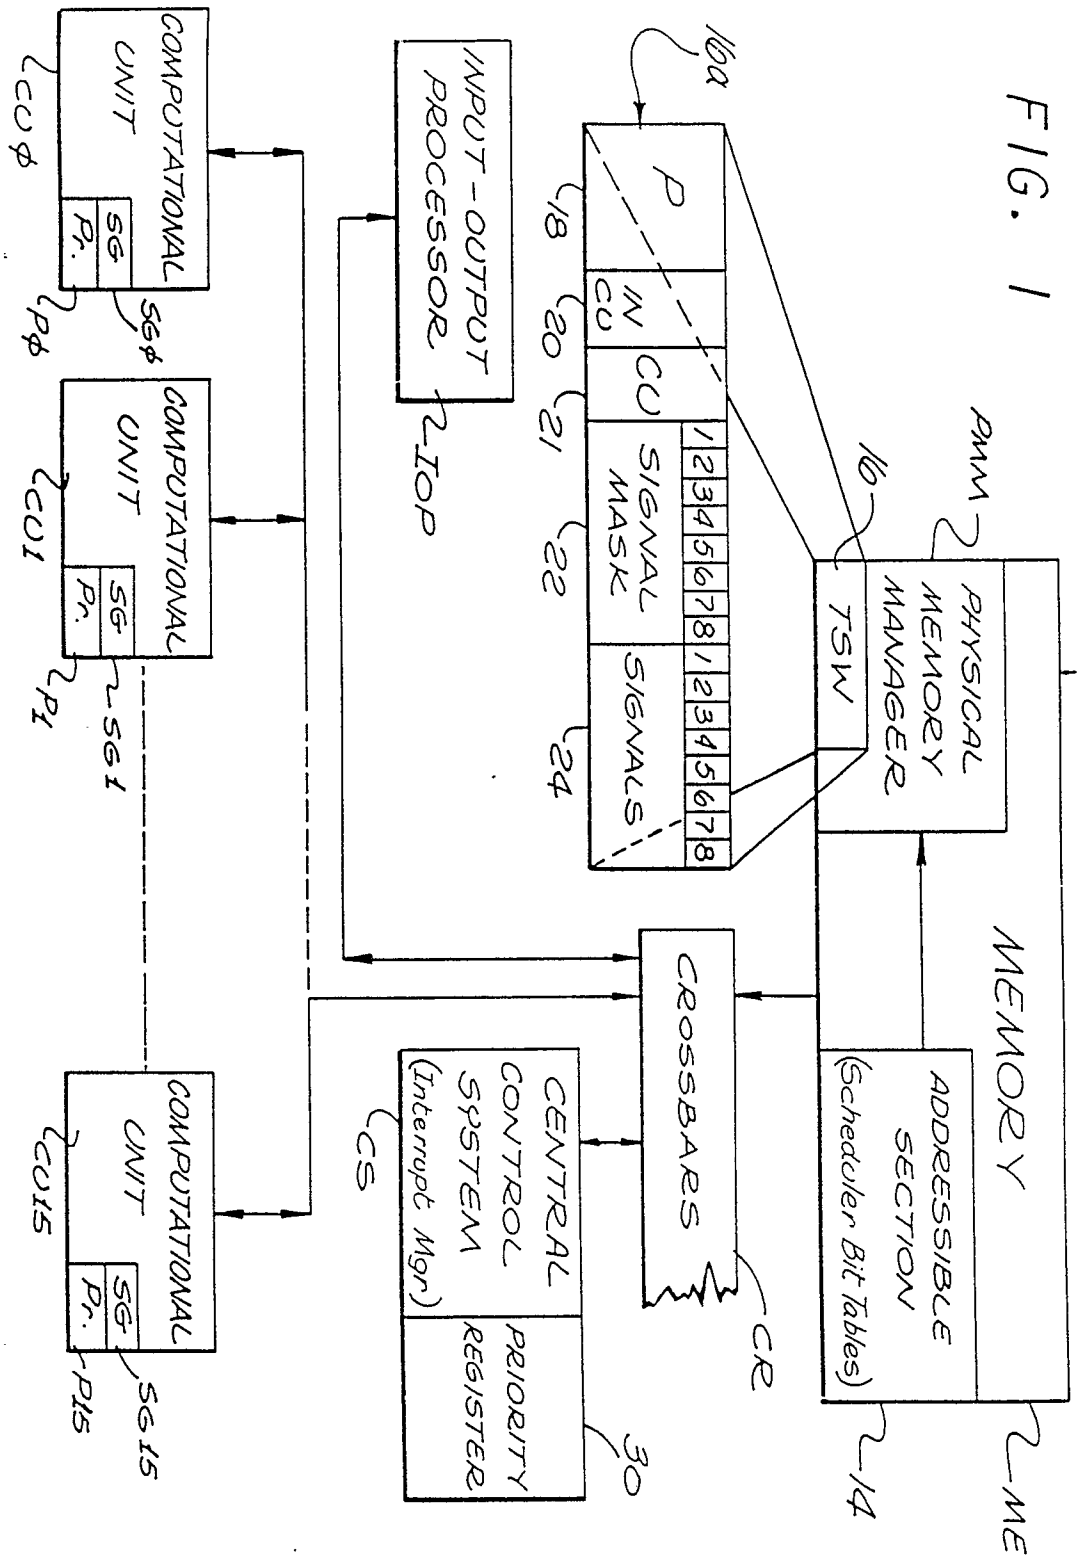 FIG. 1
MEMORY
ME
PMM
PHYSICAL
MEMORY
MANAGER
16
TSW
ADDRESSIBLE
SECTION
(Scheduler Bit Tables)
14
16a
P
IN
CU
CU
1 2 3 4 5 6 7 8
SIGNAL
MASK
1 2 3 4 5 6 7 8
SIGNALS
18
20
21
22
24
CROSSBARS
CR
INPUT-OUTPUT
PROCESSOR
IOP
CENTRAL
CONTROL
SYSTEM
(Interrupt Mgr)
CS
PRIORITY
REGISTER
30
COMPUTATIONAL
UNIT
SG
Pr.
CUφ
SGφ
Pφ
COMPUTATIONAL
UNIT
SG
Pr.
CU1
SG1
P1
COMPUTATIONAL
UNIT
SG
Pr.
CU15
SG15
P15